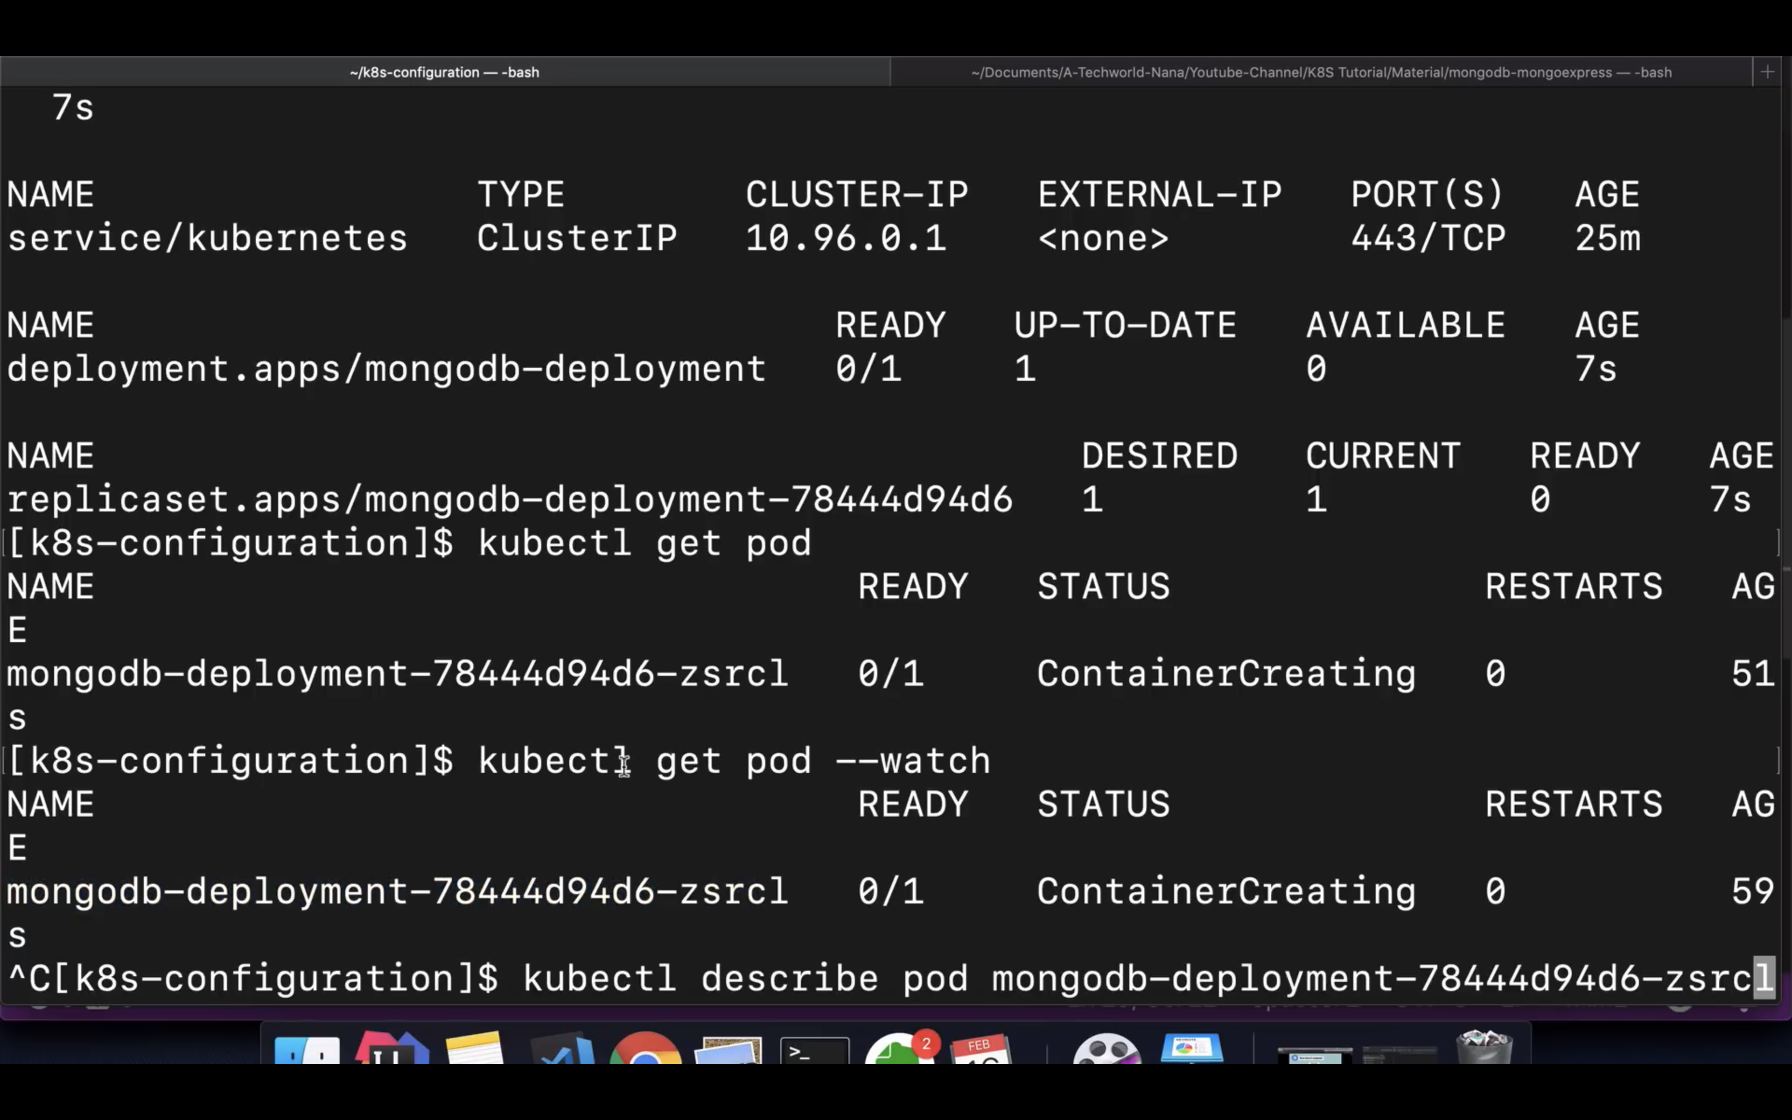 ~/k8s-configuration — -bash
~/Documents/A-Techworld-Nana/Youtube-Channel/K8S Tutorial/Material/mongodb-mongoexpress — -bash
7s
NAME TYPE CLUSTER-IP EXTERNAL-IP PORT(S) AGE
service/kubernetes ClusterIP 10.96.0.1 <none> 443/TCP 25m
NAME READY UP-TO-DATE AVAILABLE AGE
deployment.apps/mongodb-deployment 0/1 1 0 7s
NAME DESIRED CURRENT READY AGE
replicaset.apps/mongodb-deployment-78444d94d6 1 1 0 7s
[k8s-configuration]$ kubectl get pod
NAME READY STATUS RESTARTS AG
E
mongodb-deployment-78444d94d6-zsrcl 0/1 ContainerCreating 0 51
s
[k8s-configuration]$ kubectl get pod --watch
NAME READY STATUS RESTARTS AG
E
mongodb-deployment-78444d94d6-zsrcl 0/1 ContainerCreating 0 59
s
^C[k8s-configuration]$ kubectl describe pod mongodb-deployment-78444d94d6-zsrcl
>_
2
FEB